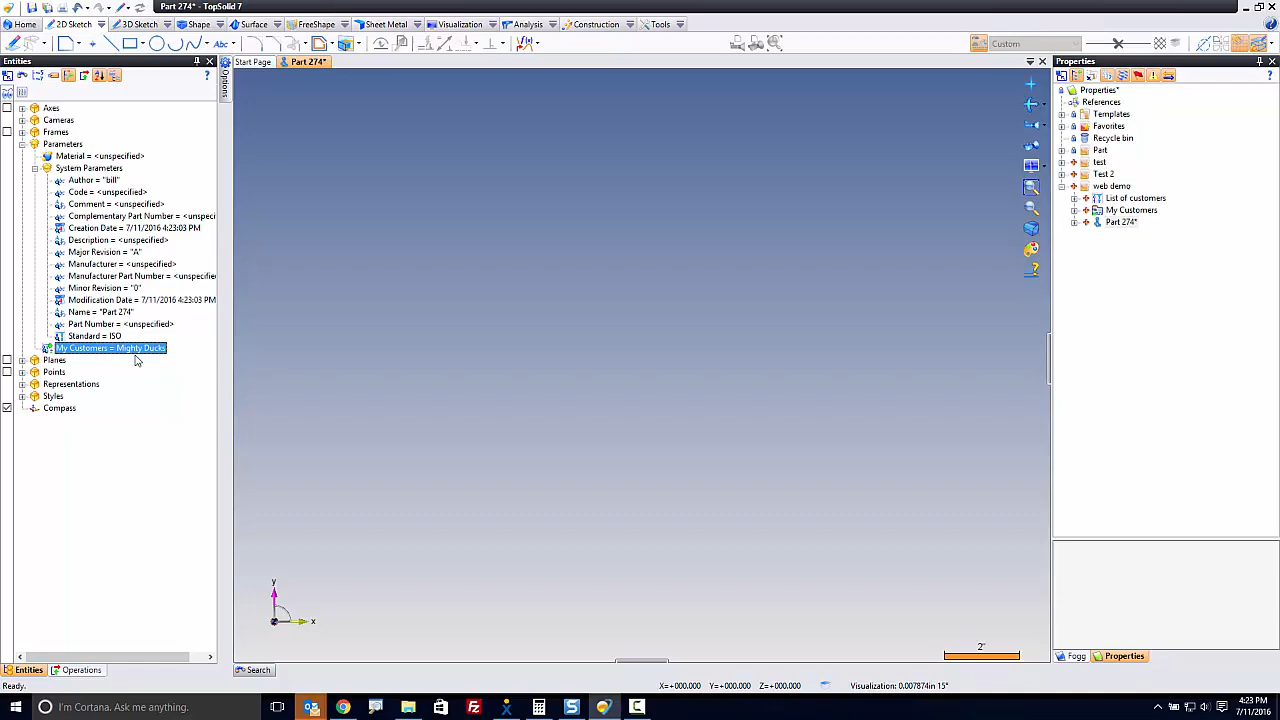 Part 274* - TopSolid 7
Home 2D Sketch 3D Sketch Shape FreeShape Surface Sheet Metal Visualization Analysis Construction Tools
Abc Custom
Entities Start Page Part 274* Properties
Options
Axes
Cameras
Frames
Parameters
Material = <unspecified>
System Parameters
Author = "bill"
Code = <unspecified>
Comment = <unspecified>
Complementary Part Number = <unspeci
Creation Date = 7/11/2016 4:23:03 PM
Description = <unspecified>
Major Revision = "A"
Manufacturer = <unspecified>
Manufacturer Part Number = <unspecifie
Minor Revision = "0"
Modification Date = 7/11/2016 4:23:03 PM
Name = "Part 274"
Part Number = <unspecified>
Standard = ISO
My Customers = Mighty Ducks
Planes
Points
Representations
Styles
Compass
Properties*
References
Templates
Favorites
Recycle bin
Part
test
Test 2
web demo
List of customers
My Customers
Part 274*
y
x
2"
Entities Operations Search Fogg Properties
Ready. X=+000.000 Y=+000.000 Z=+000.000 Visualization: 0.007874in 15°
I'm Cortana. Ask me anything. 4:23 PM
7/11/2016